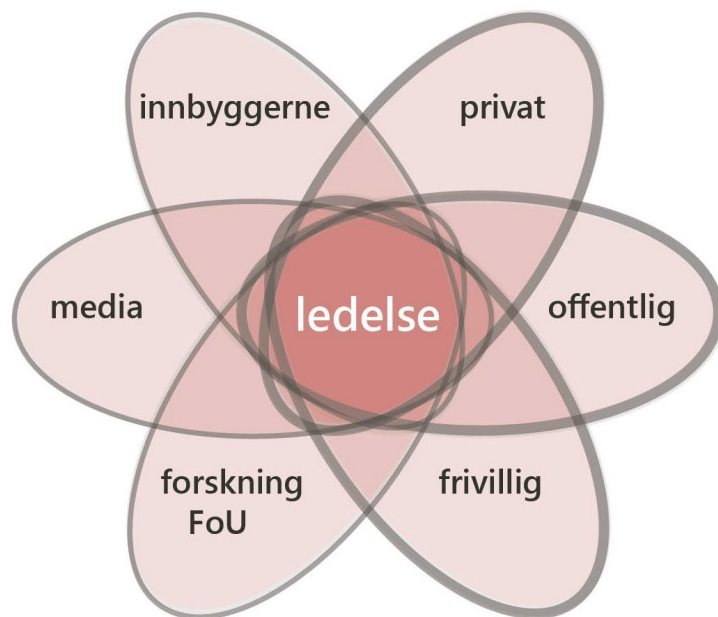 innbyggerne
privat
media
ledelse
offentlig
forskning
FoU
frivillig